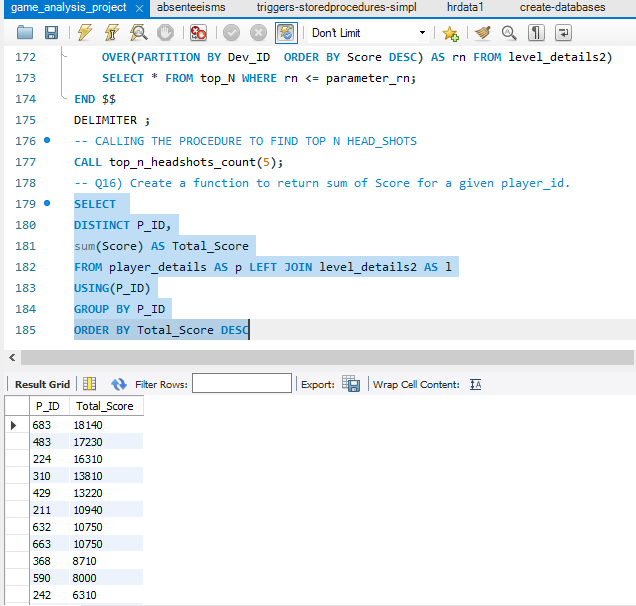 game_analysis_project × absenteeisms triggers-storedprocedures-simpl hrdata1 create-databases
Don't Limit
172 OVER(PARTITION BY Dev_ID ORDER BY Score DESC) AS rn FROM level_details2)
173 SELECT * FROM top_N WHERE rn <= parameter_rn;
174 END $$
175 DELIMITER ;
176 -- CALLING THE PROCEDURE TO FIND TOP N HEAD_SHOTS
177 CALL top_n_headshots_count(5);
178 -- Q16) Create a function to return sum of Score for a given player_id.
179 SELECT
180 DISTINCT P_ID,
181 sum(Score) AS Total_Score
182 FROM player_details AS p LEFT JOIN level_details2 AS l
183 USING(P_ID)
184 GROUP BY P_ID
185 ORDER BY Total_Score DESC
Result Grid Filter Rows: Export: Wrap Cell Content: IA
P_ID Total_Score
683 18140
483 17230
224 16310
310 13810
429 13220
211 10940
632 10750
663 10750
368 8710
590 8000
242 6310